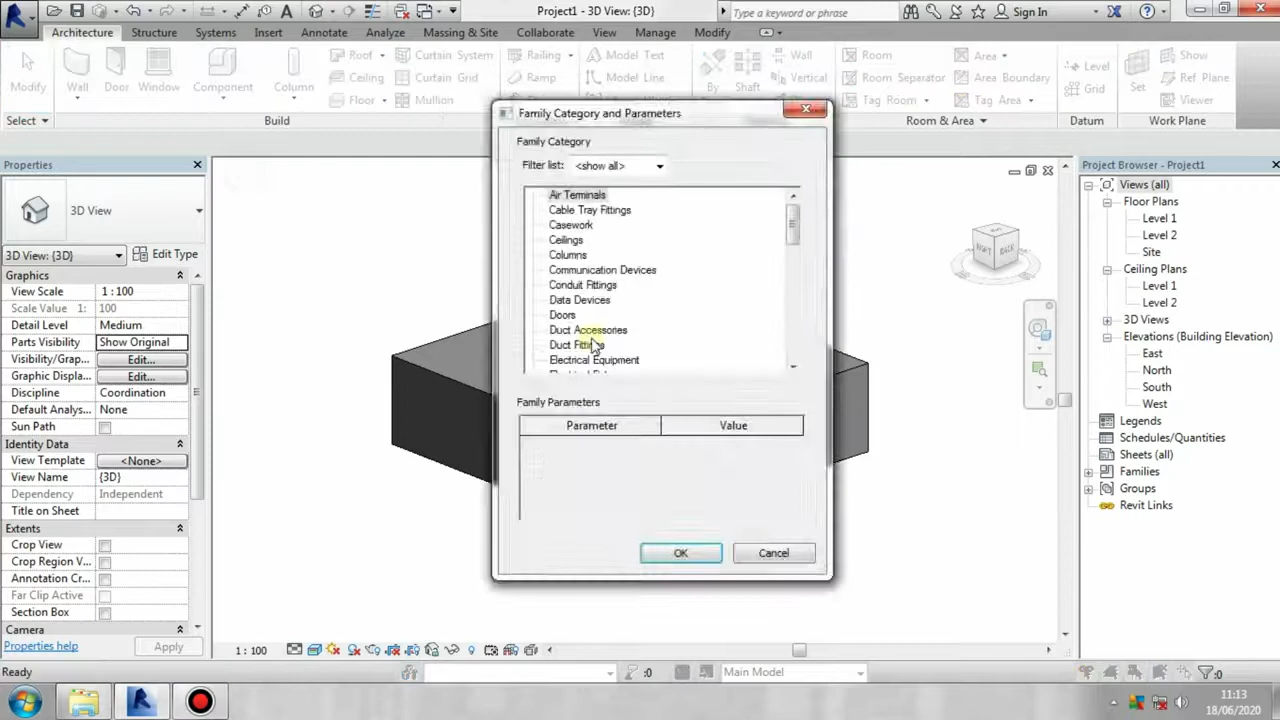 Project1 - 3D View: {3D}
Type a keyword or phrase
Sign In
Architecture Structure Systems Insert Annotate Analyze Massing & Site Collaborate View Manage Modify
Modify
Wall
Door
Window
Component
Column
Roof
Ceiling
Floor
Curtain System
Curtain Grid
Mullion
Railing
Ramp
Model Text
Model Line
By
Shaft
Wall
Vertical
Room
Room Separator
Tag Room
Area
Area Boundary
Tag Area
Level
Grid
Set
Show
Ref Plane
Viewer
Select
Build
Room & Area
Datum
Work Plane
Properties
3D View
3D View: {3D}
Edit Type
Graphics
View Scale 1 : 100
Scale Value 1: 100
Detail Level Medium
Parts Visibility Show Original
Visibility/Grap... Edit...
Graphic Displa... Edit...
Discipline Coordination
Default Analys... None
Sun Path
Identity Data
View Template <None>
View Name {3D}
Dependency Independent
Title on Sheet
Extents
Crop View
Crop Region V...
Annotation Cr...
Far Clip Active
Section Box
Camera
Properties help
Apply
Family Category and Parameters
Family Category
Filter list: <show all>
Air Terminals
Cable Tray Fittings
Casework
Ceilings
Columns
Communication Devices
Conduit Fittings
Data Devices
Doors
Duct Accessories
Duct Fittings
Electrical Equipment
Family Parameters
Parameter Value
OK
Cancel
RIGHT
BACK
Project Browser - Project1
Views (all)
Floor Plans
Level 1
Level 2
Site
Ceiling Plans
Level 1
Level 2
3D Views
Elevations (Building Elevation)
East
North
South
West
Legends
Schedules/Quantities
Sheets (all)
Families
Groups
Revit Links
1 : 100
Ready
:0
Main Model
:0
11:13
18/06/2020